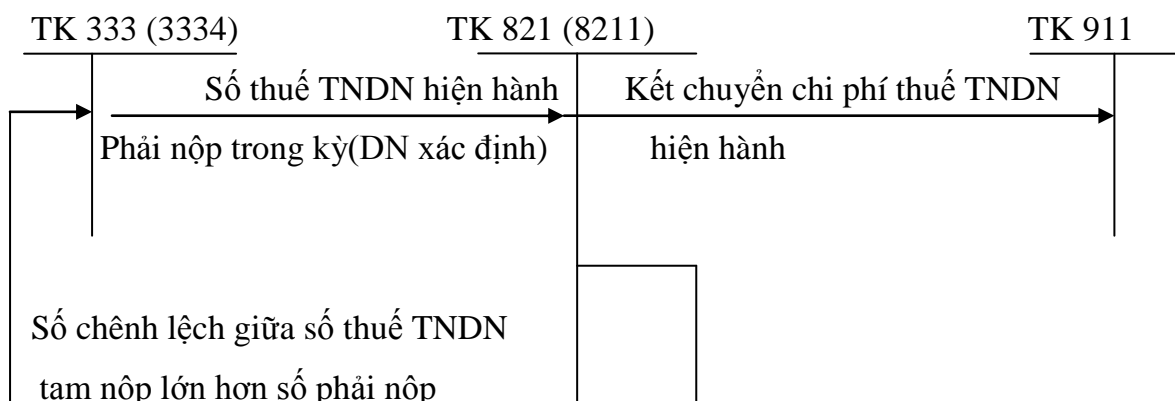 TK 333 (3334) TK 821 (8211) TK 911
Số thuế TNDN hiện hành Kết chuyển chi phí thuế TNDN
Phải nộp trong kỳ(DN xác định) hiện hành
Số chênh lệch giữa số thuế TNDN
tạm nộp lớn hơn số phải nộp